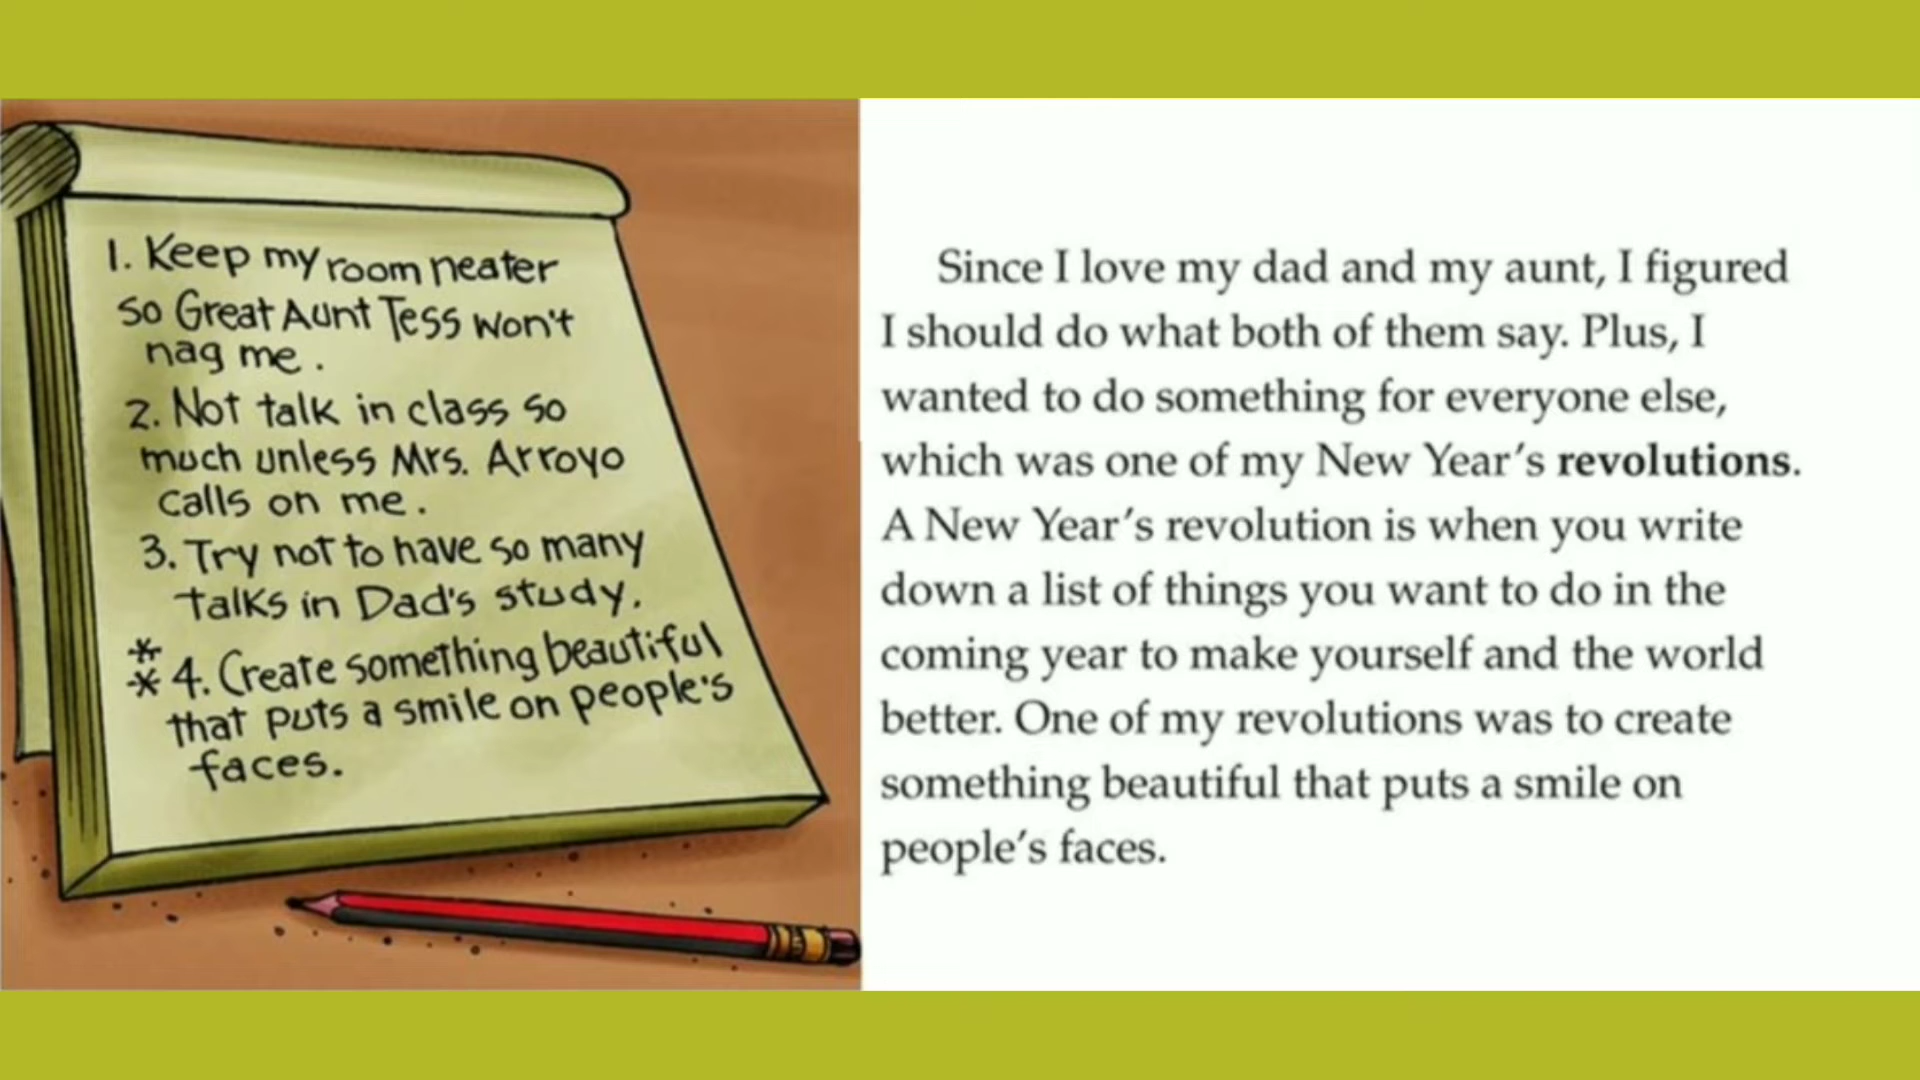 1. Keep my room neater
so Great Aunt Tess won't
nag me.
2. Not talk in class so
much unless Mrs. Arroyo
calls on me.
3. Try not to have so many
talks in Dad's study.
** 4. Create something beautiful
that puts a smile on people's
faces.
Since I love my dad and my aunt, I figured
I should do what both of them say. Plus, I
wanted to do something for everyone else,
which was one of my New Year's revolutions.
A New Year's revolution is when you write
down a list of things you want to do in the
coming year to make yourself and the world
better. One of my revolutions was to create
something beautiful that puts a smile on
people's faces.